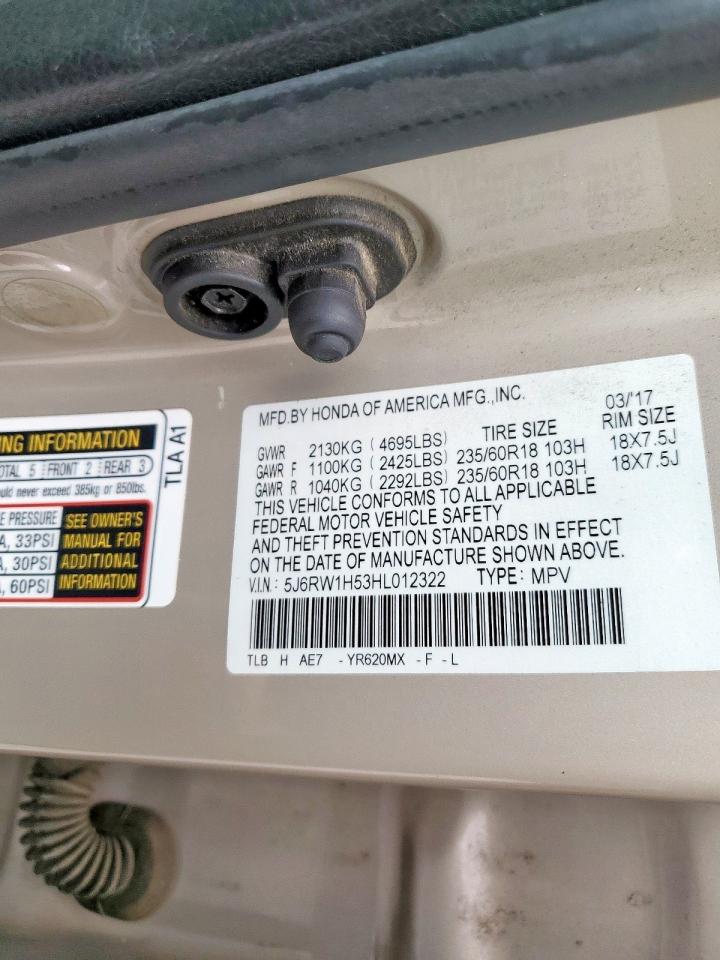 NG INFORMATION
OTAL 5 FRONT 2 REAR 3
uld never exceed 385kg or 850lbs.
E PRESSURE SEE OWNER'S
A, 33PSI MANUAL FOR
A, 30PSI ADDITIONAL
A, 60PSI INFORMATION
TLA A1
MFD.BY HONDA OF AMERICA MFG.,INC. 03/'17
TIRE SIZE RIM SIZE
GVWR 2130KG ( 4695LBS)
GAWR F 1100KG ( 2425LBS) 235/60R18 103H 18X7.5J
GAWR R 1040KG ( 2292LBS) 235/60R18 103H 18X7.5J
THIS VEHICLE CONFORMS TO ALL APPLICABLE
FEDERAL MOTOR VEHICLE SAFETY
AND THEFT PREVENTION STANDARDS IN EFFECT
ON THE DATE OF MANUFACTURE SHOWN ABOVE.
V.I.N.: 5J6RW1H53HL012322 TYPE: MPV
TLB H AE7 - YR620MX - F - L